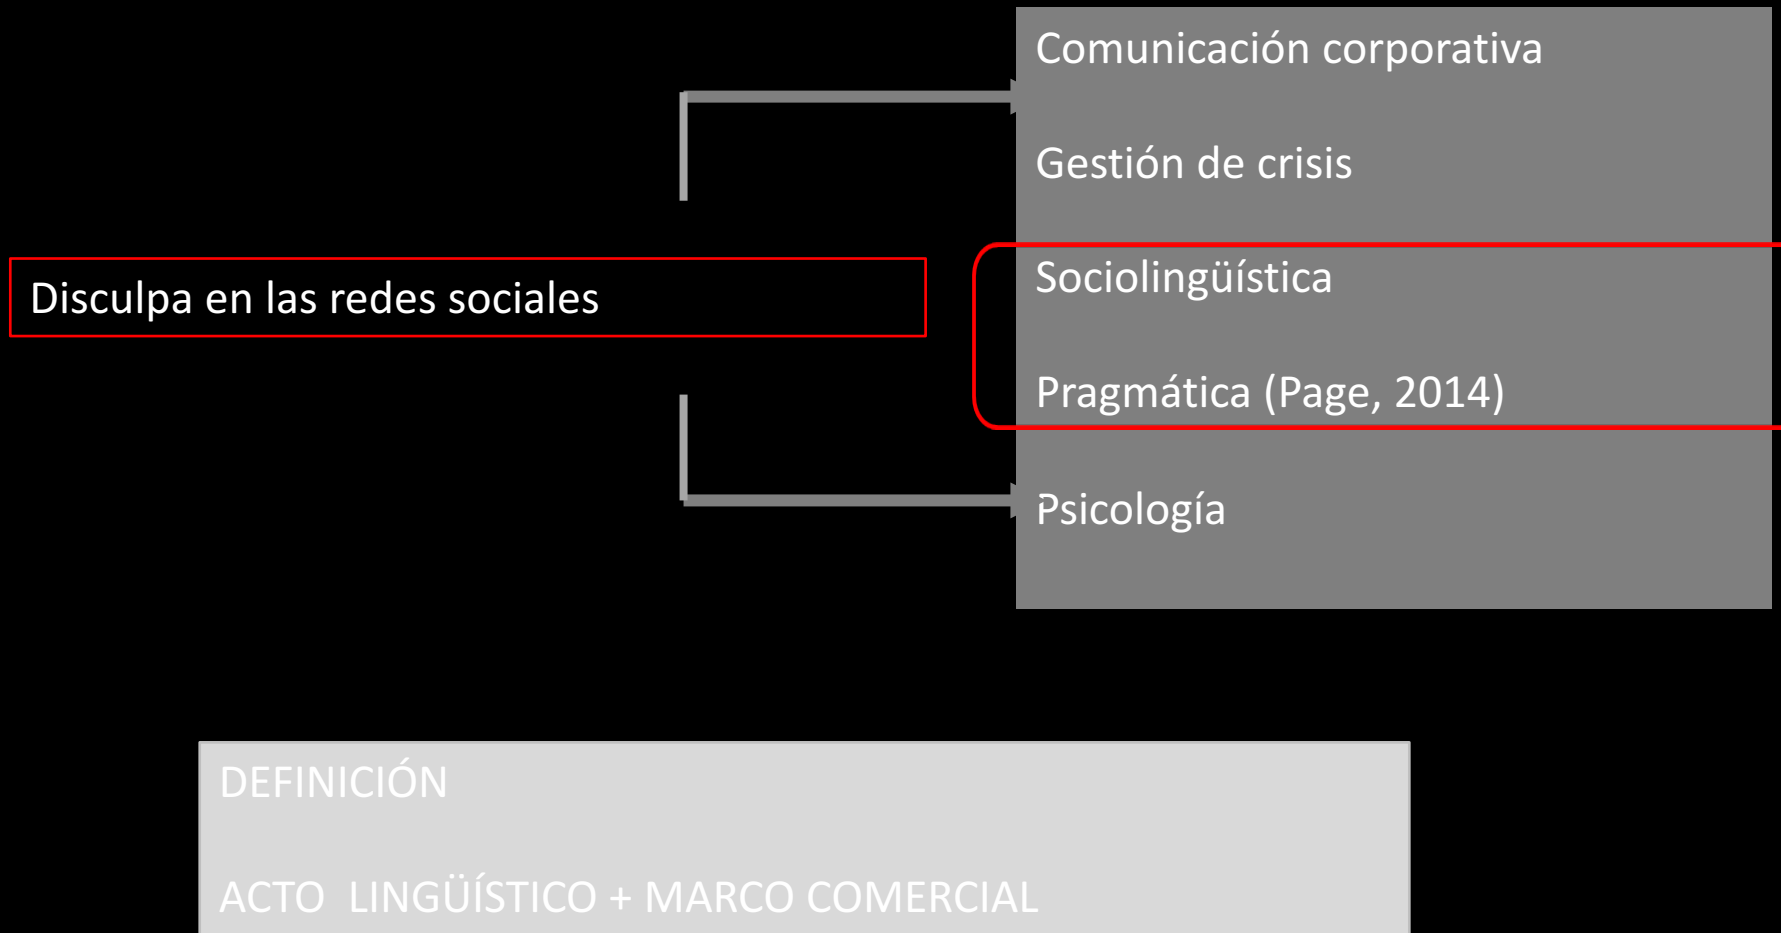 Comunicación corporativa
Gestión de crisis
Disculpa en las redes sociales
Sociolingüística
Pragmática (Page, 2014)
Psicología
DEFINICIÓN
ACTO LINGÜÍSTICO + MARCO COMERCIAL